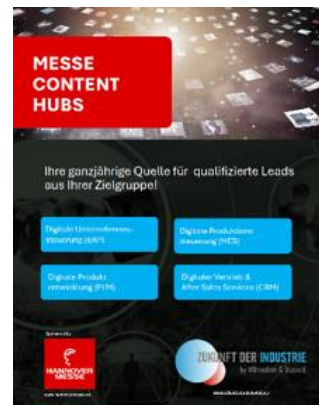 MESSE
CONTENT
HUBS
Ihre ganzjährige Quelle für qualifizierte Leads
aus Ihrer Zielgruppe!
Digitale Unternehmens-
steuerung (ERP)
Digitale Produktions
steuerung (MES)
Digitale Produkt
entwicklung (PLM)
Digitaler Vertrieb &
After Sales Services (CRM)
HANNOVER
MESSE
ZUKUNFT DER INDUSTRIE